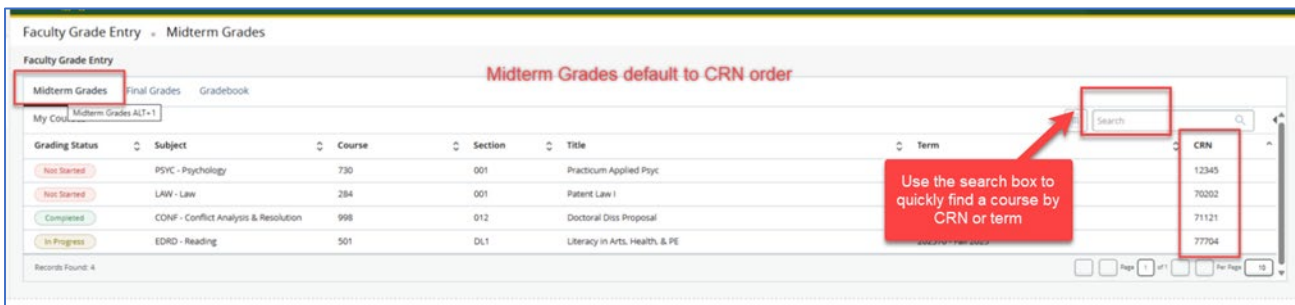 Faculty Grade Entry • Midterm Grades
Faculty Grade Entry
Midterm Grades default to CRN order
Midterm Grades Final Grades Gradebook
Midterm Grades ALT+1
My Cou
Search
Grading Status Subject Course Section Title Term CRN
Not Started PSYC - Psychology 730 001 Practicum Applied Psyc 12345
Not Started LAW - Law 284 001 Patent Law I 70202
Completed CONF - Conflict Analysis & Resolution 998 012 Doctoral Diss Proposal 71121
In Progress EDRD - Reading 501 DL1 Literacy in Arts, Health, & PE 77704
Use the search box to
quickly find a course by
CRN or term
Records Found: 4
Page 1 of 1 Per Page 10